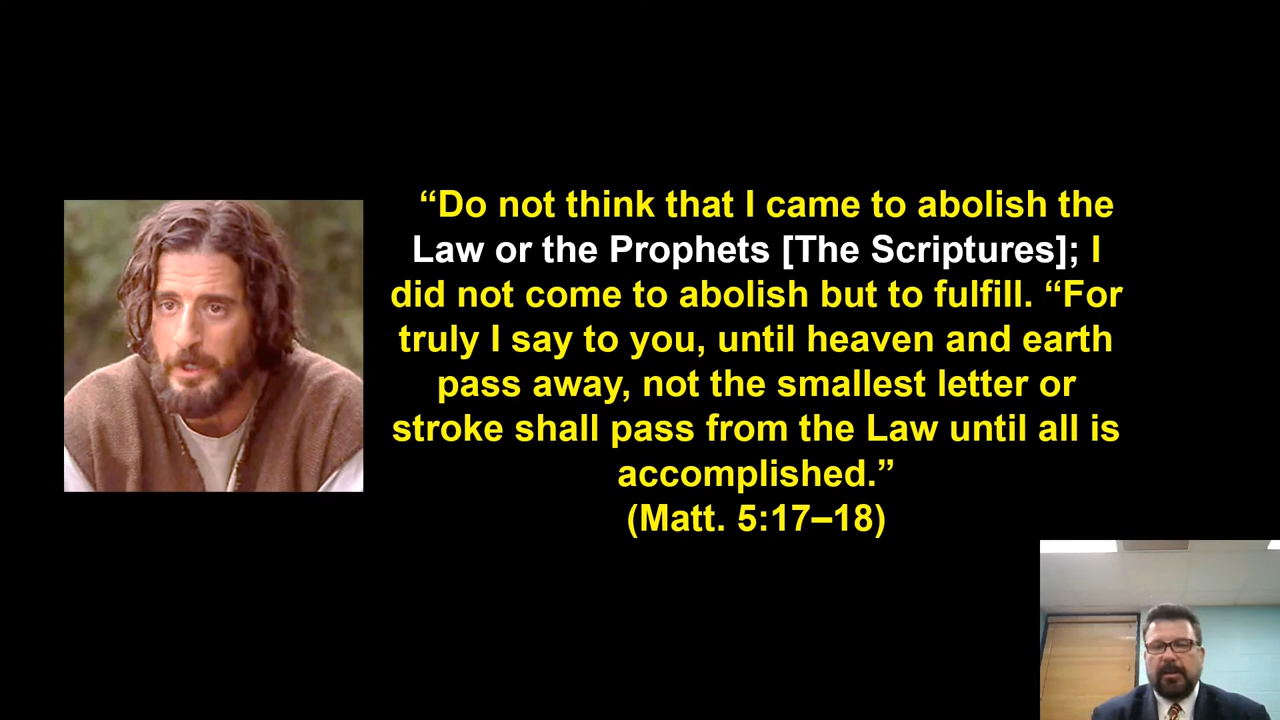 “Do not think that I came to abolish the
Law or the Prophets [The Scriptures]; I
did not come to abolish but to fulfill. “For
truly I say to you, until heaven and earth
pass away, not the smallest letter or
stroke shall pass from the Law until all is
accomplished.”
(Matt. 5:17–18)